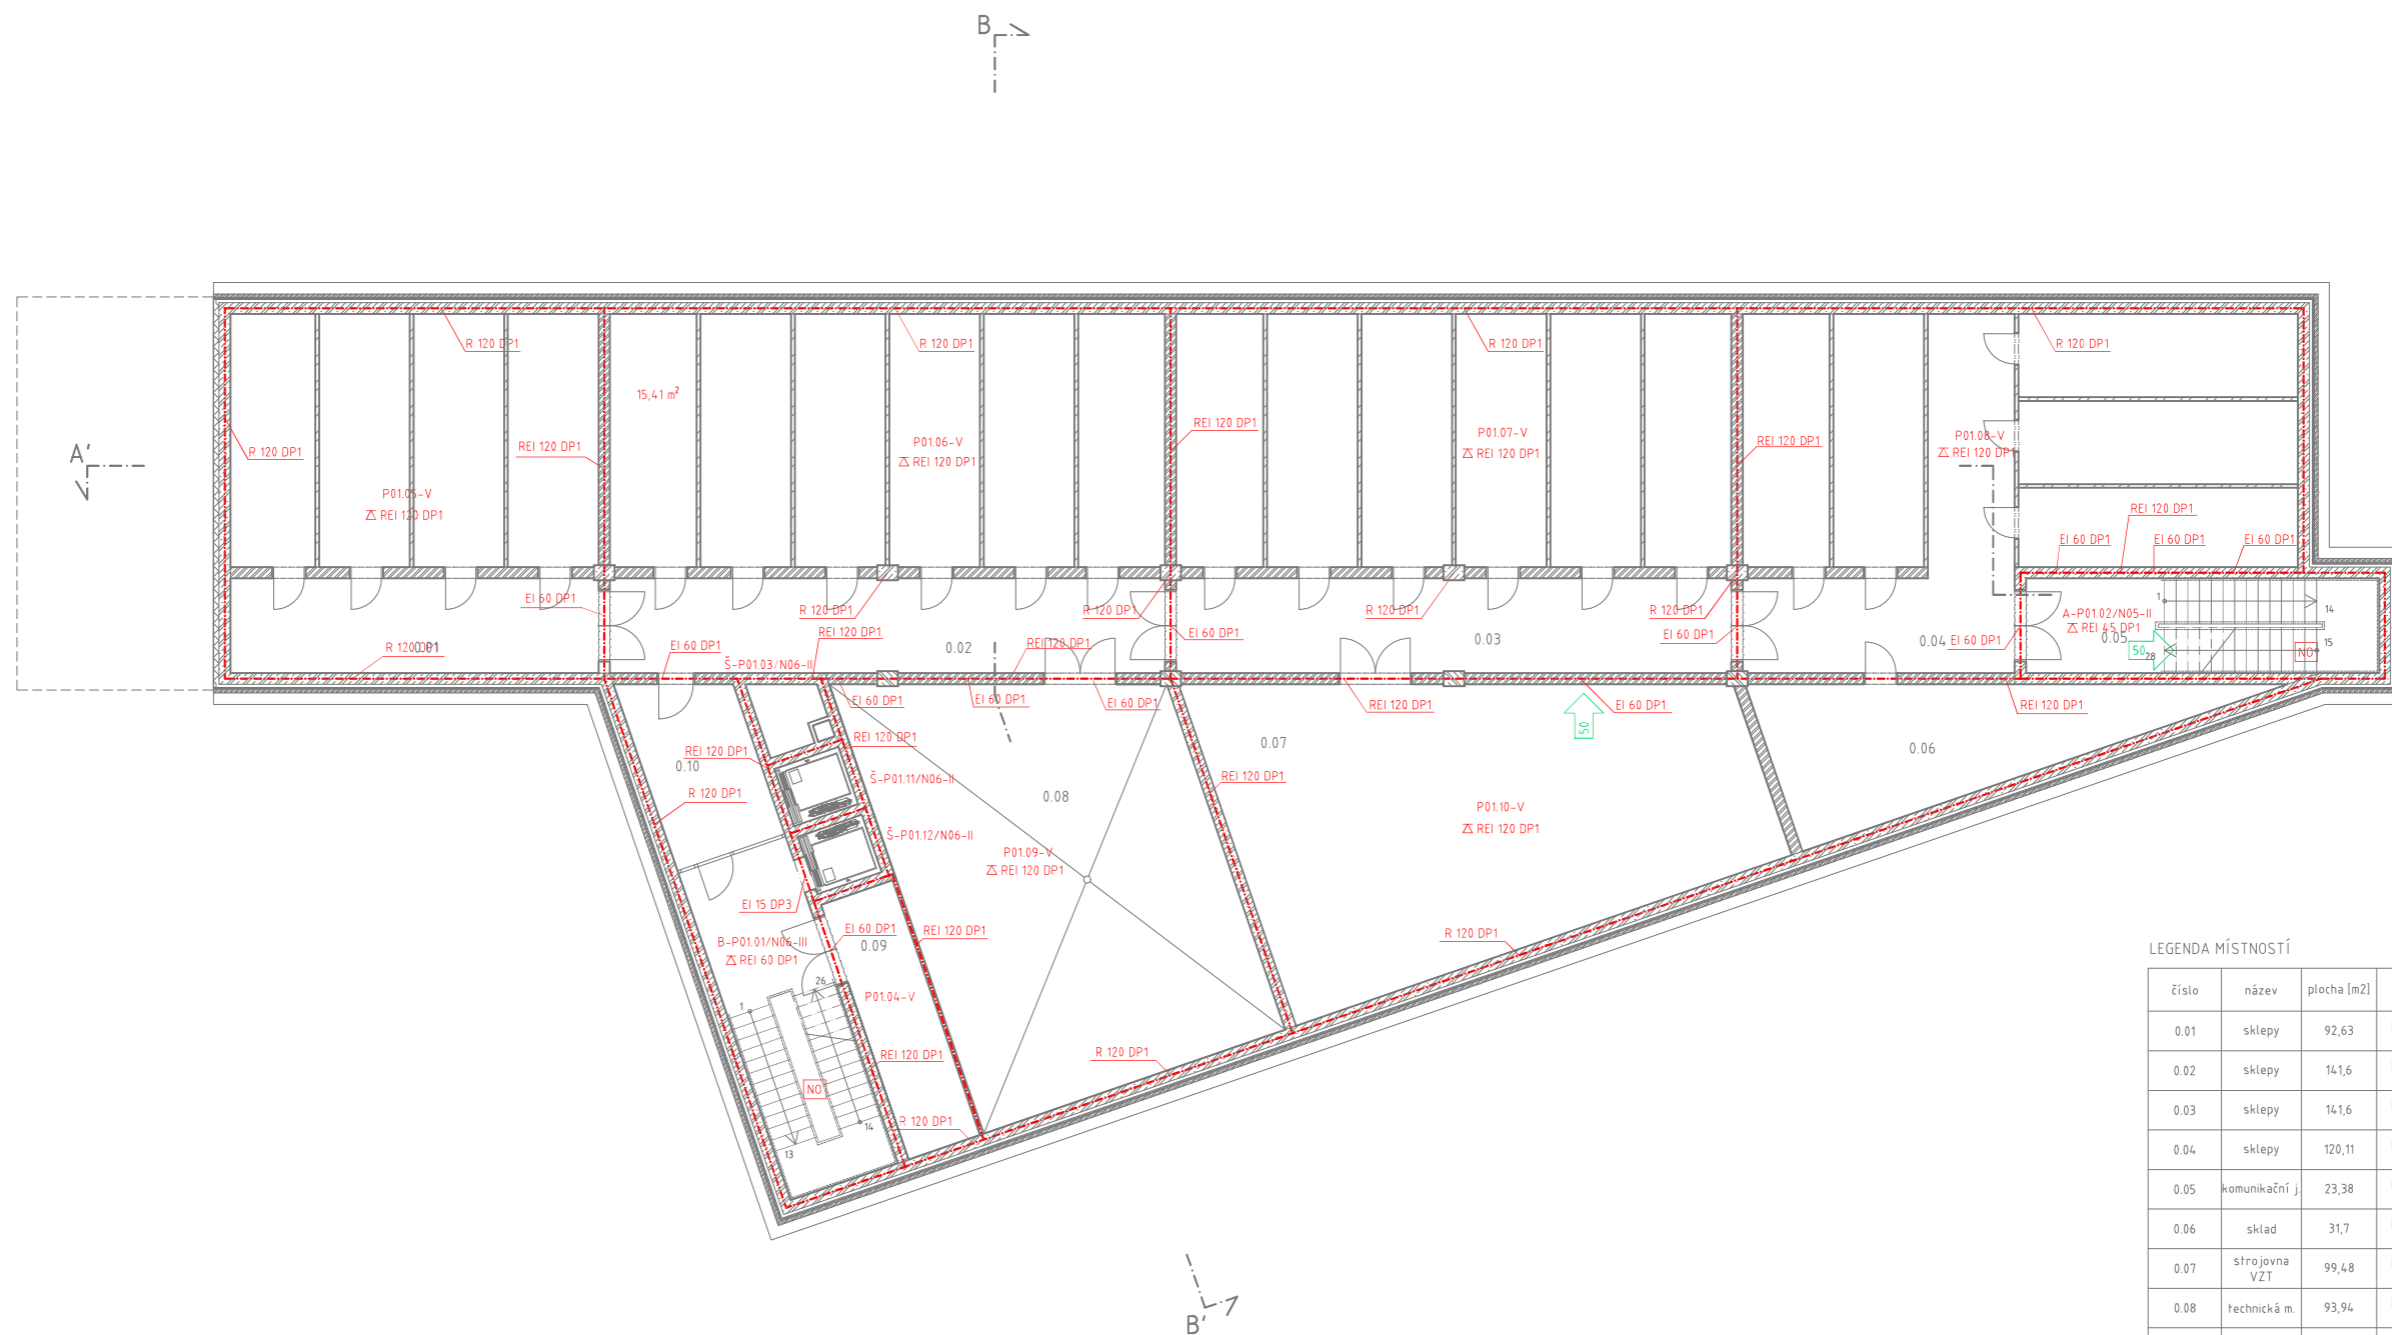 B
A'
R 120 DP1
R 120 DP1
R 120 DP1
R 120 DP1
15,41 m²
R 120 DP1
REI 120 DP1
REI 120 DP1
REI 120 DP1
P01.05-V
REI 120 DP1
P01.06-V
REI 120 DP1
P01.07-V
REI 120 DP1
P01.08-V
REI 120 DP1
REI 120 DP1
EI 60 DP1
EI 60 DP1
EI 60 DP1
EI 60 DP1
R 120 DP1
R 120 DP1
R 120 DP1
R 120 DP1
1
14
A-P01.02/N05-II
REI 45 DP1
0.05
15
50
28
NO
R 120 DP1
0.01
EI 60 DP1
REI 120 DP1
0.02
REI 120 DP1
EI 60 DP1
0.03
EI 60 DP1
0.04
EI 60 DP1
Š-P01.03/N06-II
EI 60 DP1
EI 60 DP1
EI 60 DP1
REI 120 DP1
50
EI 60 DP1
REI 120 DP1
REI 120 DP1
0.10
REI 120 DP1
0.07
0.06
Š-P01.11/N06-II
REI 120 DP1
R 120 DP1
0.08
P01.10-V
REI 120 DP1
Š-P01.12/N06-II
P01.09-V
REI 120 DP1
EI 15 DP3
EI 60 DP1
REI 120 DP1
R 120 DP1
B-P01.01/N06-III
REI 60 DP1
0.09
26
P01.04-V
1
REI 120 DP1
R 120 DP1
NO
R 120 DP1
14
13
B'
LEGENDA MÍSTNOSTÍ
číslo název plocha [m2]
0.01 sklepy 92,63
0.02 sklepy 141,6
0.03 sklepy 141,6
0.04 sklepy 120,11
0.05 komunikační j. 23,38
0.06 sklad 31,7
0.07 strojovna VZT 99,48
0.08 technická m. 93,94